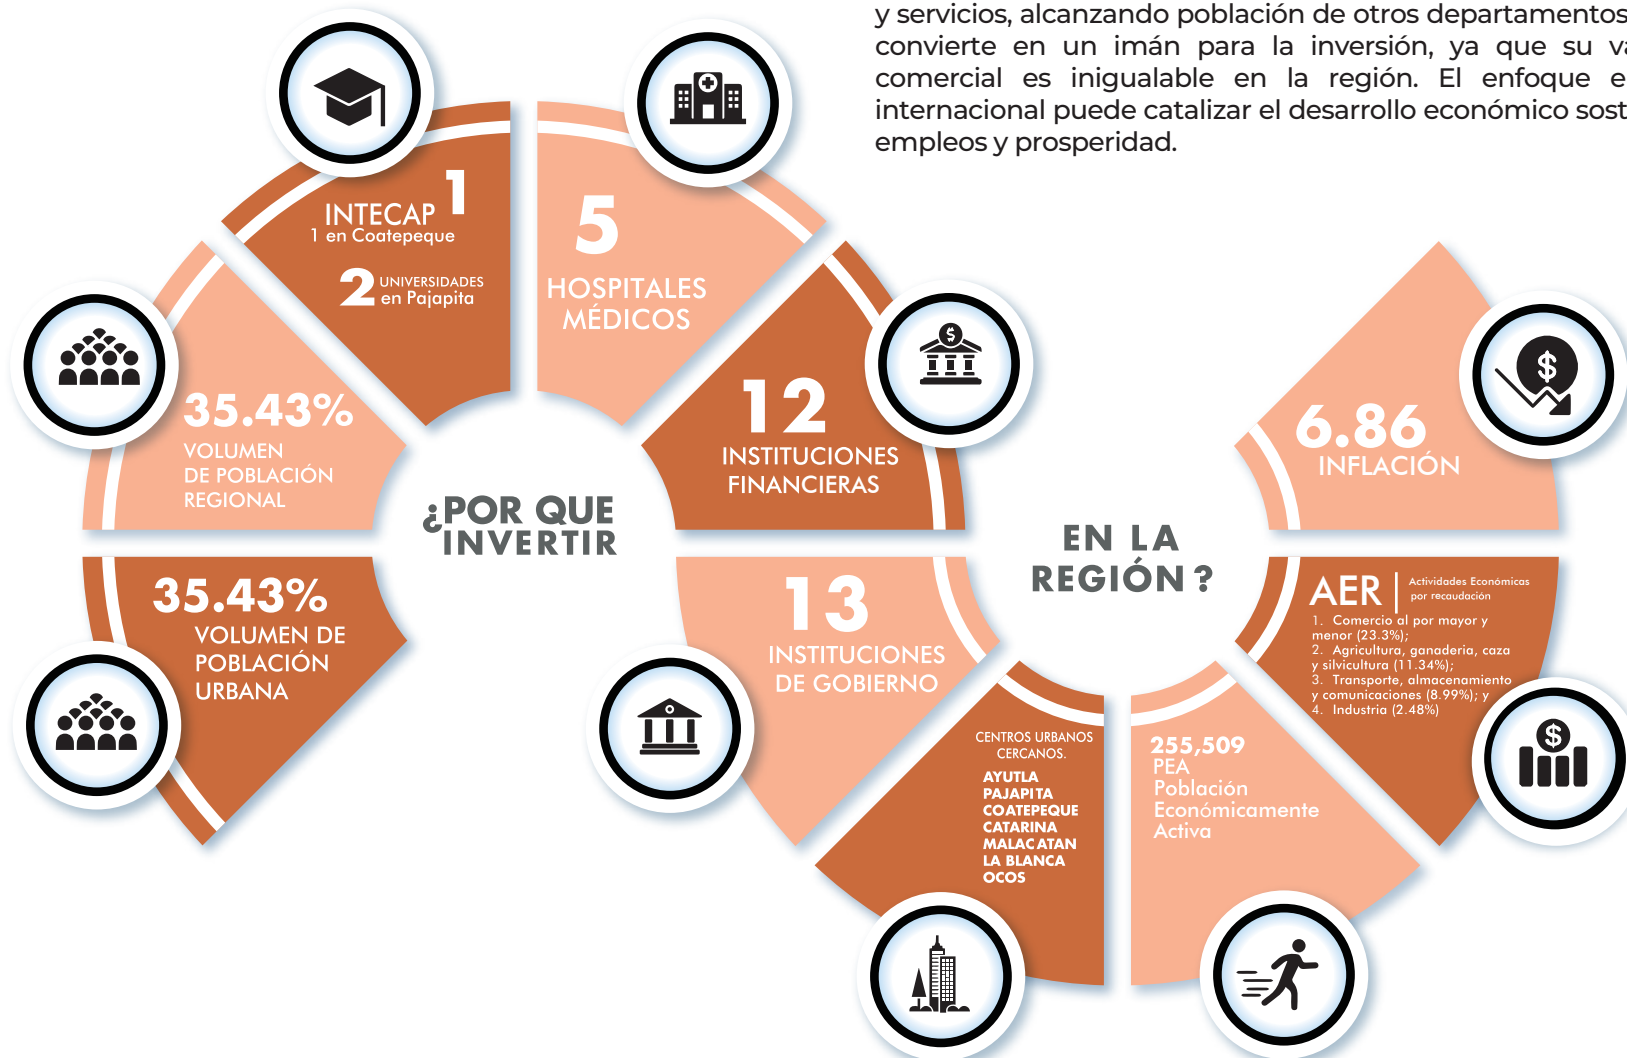 y servicios, alcanzando población de otros departamentos
convierte en un imán para la inversión, ya que su
comercial es inigualable en la región. El enfoque
internacional puede catalizar el desarrollo económico
empleos y prosperidad.
¿POR QUE
INVERTIR
EN LA
REGIÓN ?
35.43%
VOLUMEN DE
POBLACIÓN
URBANA
35.43%
VOLUMEN
DE POBLACIÓN
REGIONAL
INTECAP 1
1 en Coatepeque
2 UNIVERSIDADES
en Pajapita
5
HOSPITALES
MÉDICOS
12
INSTITUCIONES
FINANCIERAS
13
INSTITUCIONES
DE GOBIERNO
CENTROS URBANOS
CERCANOS.
AYUTLA
PAJAPITA
COATEPEQUE
CATARINA
MALACATAN
LA BLANCA
OCOS
255,509
PEA
Población
Económicamente
Activa
AER | Actividades Económicas
por recaudación
1. Comercio al por mayor y
menor (23.3%);
2. Agricultura, ganaderia, caza
y silvicultura (11.34%);
3. Transporte, almacenamiento
y comunicaciones (8.99%); y
4. Industria (2.48%)
6.86
INFLACIÓN
$
$
$